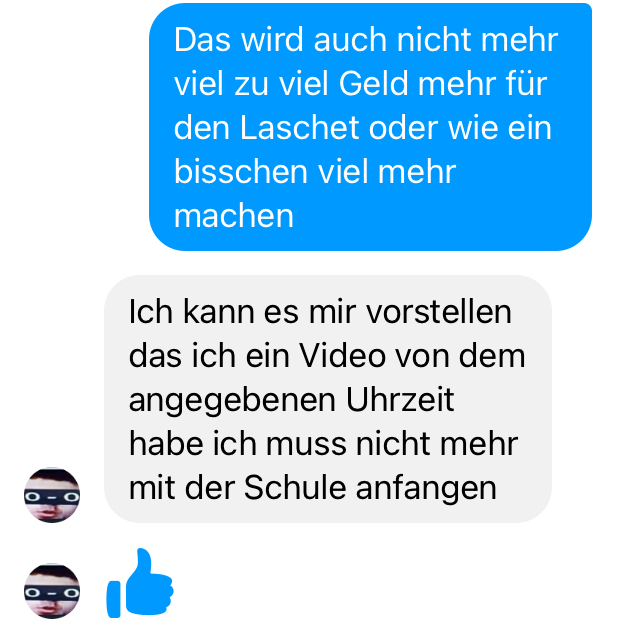 Das wird auch nicht mehr
viel zu viel Geld mehr für
den Laschet oder wie ein
bisschen viel mehr
machen
Ich kann es mir vorstellen
das ich ein Video von dem
angegebenen Uhrzeit
habe ich muss nicht mehr
mit der Schule anfangen